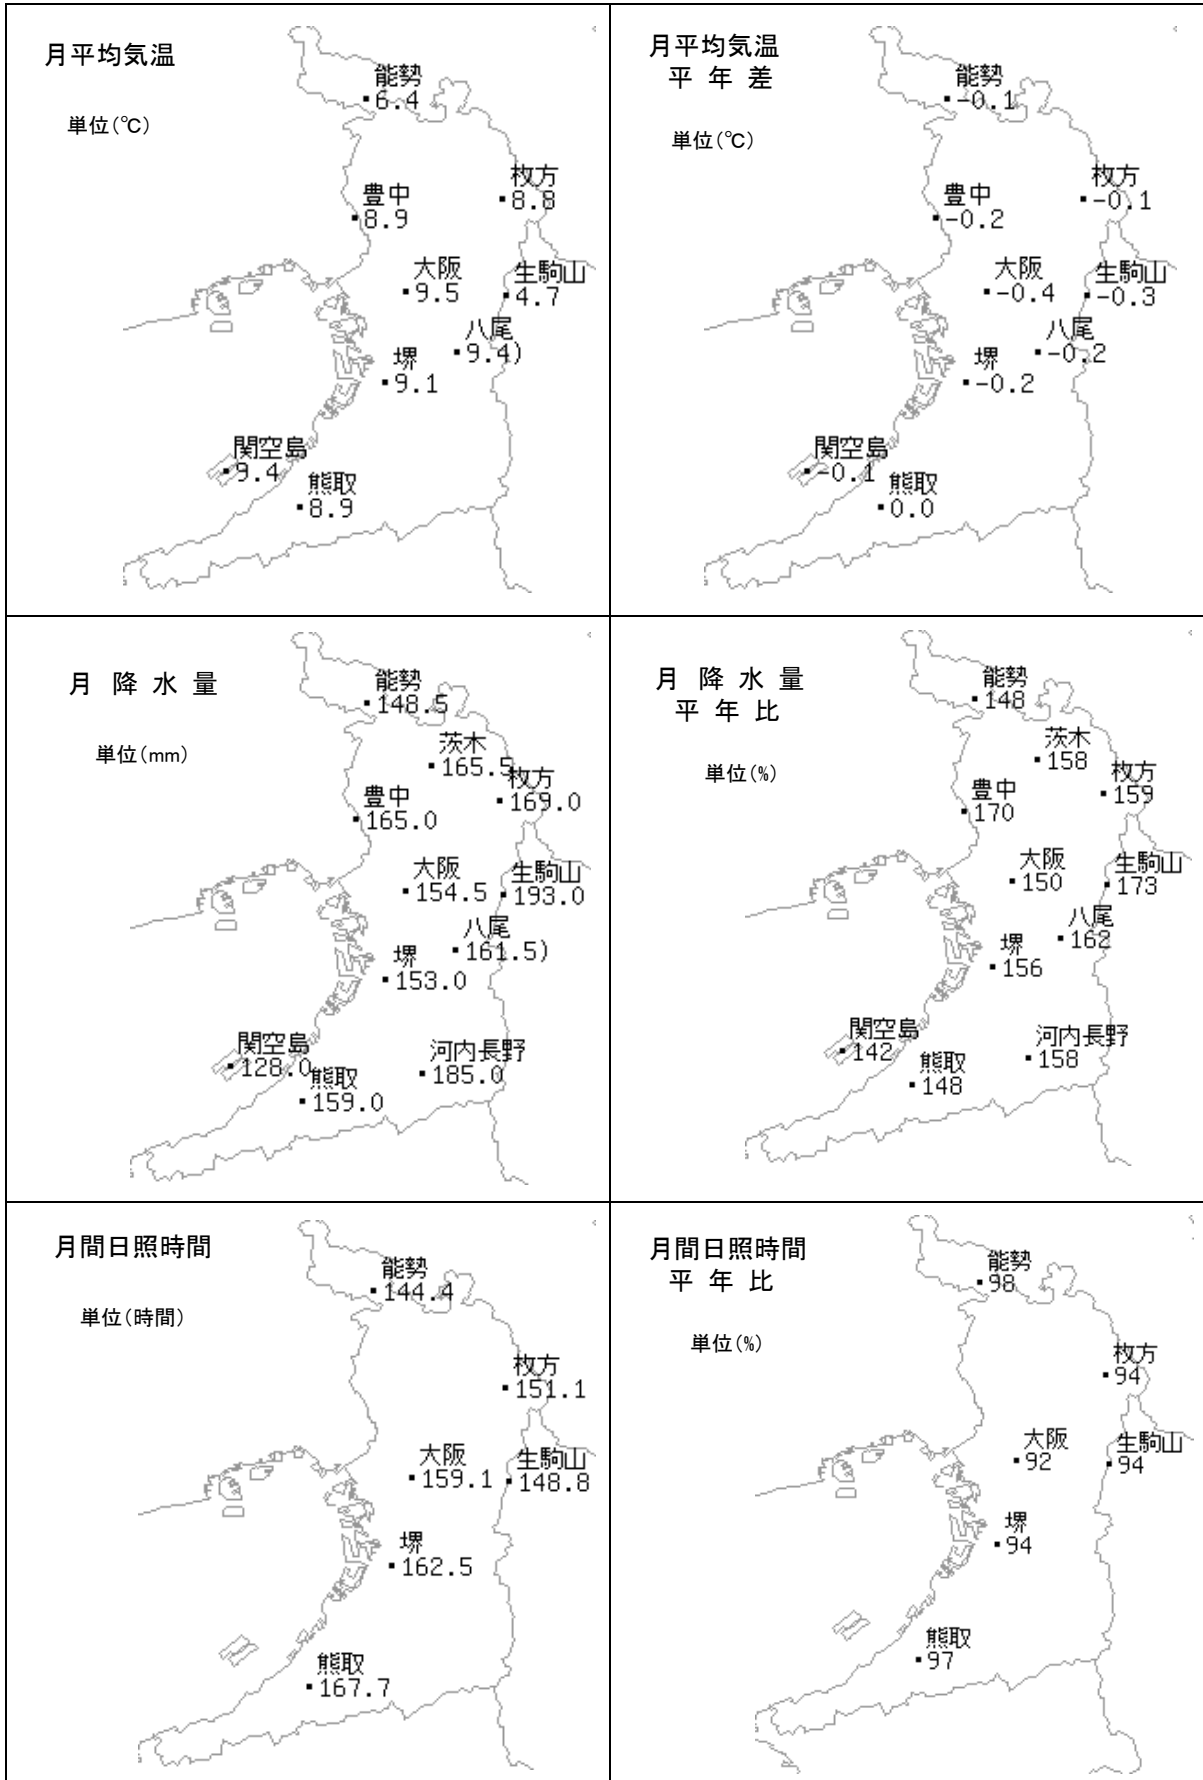 月平均気温
単位(℃)
能勢
6.4
枚方
8.8
豊中
8.9
大阪
9.5
生駒山
4.7
八尾
9.4)
堺
9.1
関空島
9.4
熊取
8.9
月平均気温
平 年 差
単位(℃)
能勢
-0.1
枚方
-0.1
豊中
-0.2
大阪
-0.4
生駒山
-0.3
八尾
-0.2
堺
-0.2
関空島
-0.1
熊取
0.0
月 降 水 量
単位(mm)
能勢
148.5
茨木
165.5
枚方
169.0
豊中
165.0
大阪
154.5
生駒山
193.0
八尾
161.5)
堺
153.0
関空島
128.0
河内長野
185.0
熊取
159.0
月 降 水 量
平 年 比
単位(%)
能勢
148
茨木
158
枚方
159
豊中
170
大阪
150
生駒山
173
八尾
162
堺
156
関空島
142
河内長野
158
熊取
148
月間日照時間
単位(時間)
能勢
144.4
枚方
151.1
大阪
159.1
生駒山
148.8
堺
162.5
熊取
167.7
月間日照時間
平 年 比
単位(%)
能勢
98
枚方
94
大阪
92
生駒山
94
堺
94
熊取
97